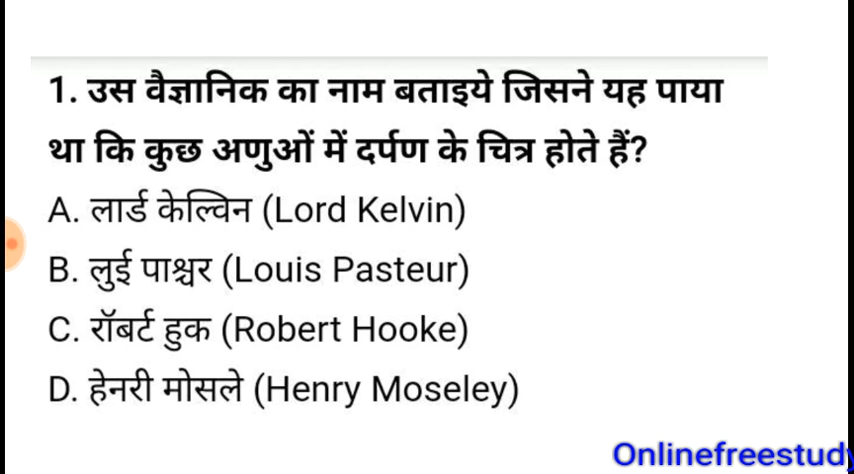 1. उस वैज्ञानिक का नाम बताइये जिसने यह पाया
था कि कुछ अणुओं में दर्पण के चित्र होते हैं?
A. लार्ड केल्विन (Lord Kelvin)
B. लुई पाश्चर (Louis Pasteur)
C. रॉबर्ट हुक (Robert Hooke)
D. हेनरी मोसले (Henry Moseley)
Onlinefreestudy